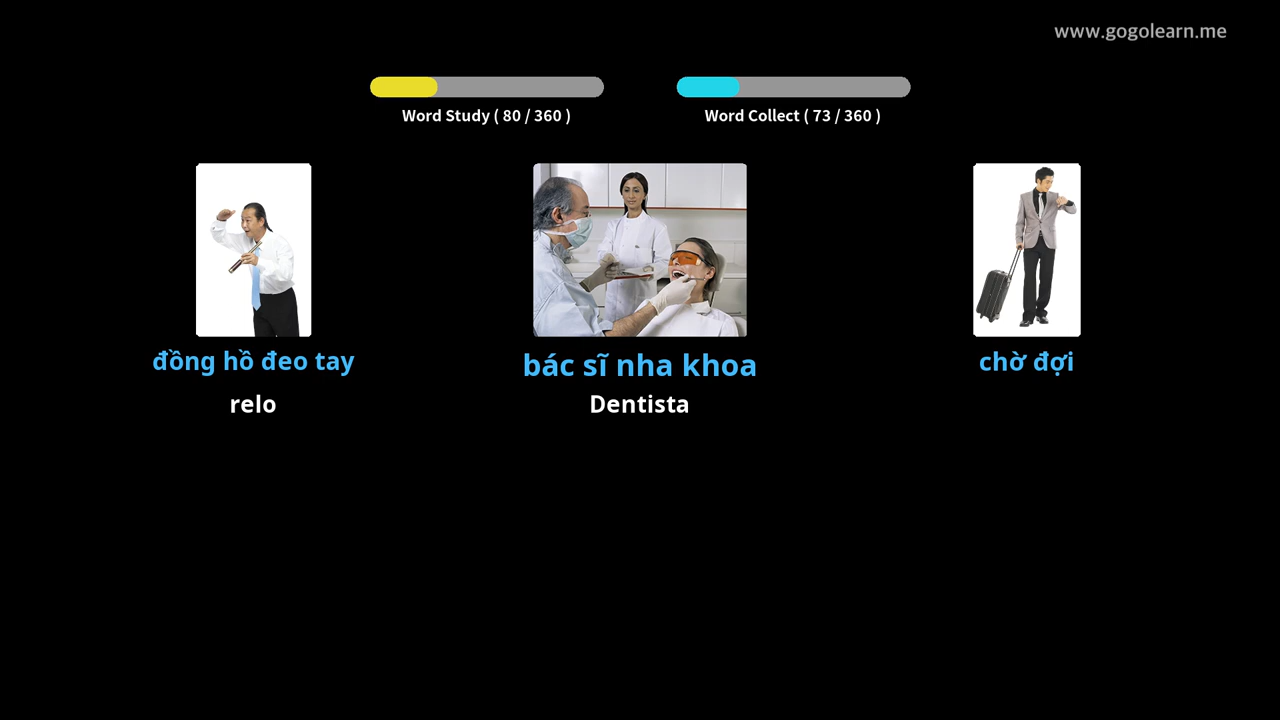 www.gogolearn.me
Word Study ( 80 / 360 )
Word Collect ( 73 / 360 )
đồng hồ đeo tay
relo
bác sĩ nha khoa
Dentista
chờ đợi